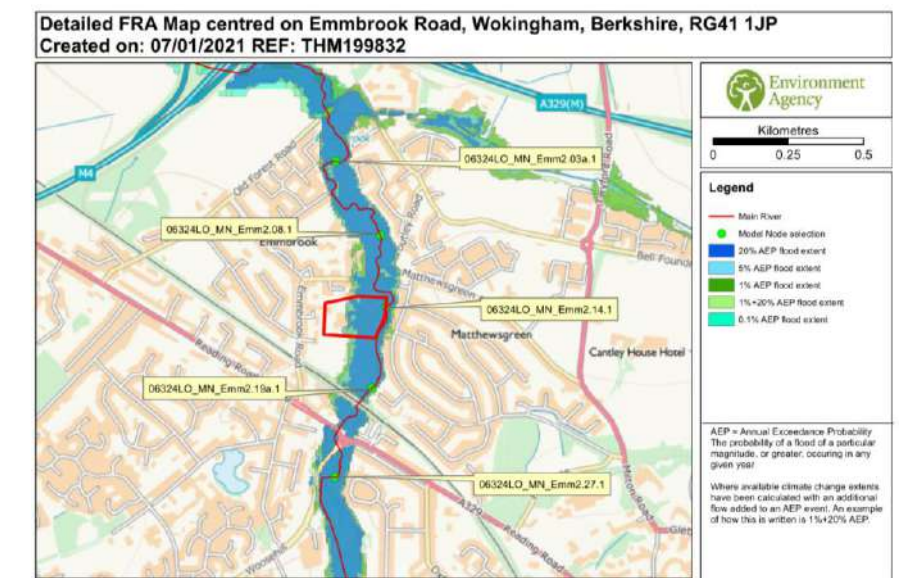 Detailed FRA Map centred on Emmbrook Road, Wokingham, Berkshire, RG41 1JP
Created on: 07/01/2021 REF: THM199832
Environment
Agency
Kilometres
0 0.25 0.5
Legend
Main River
Model Node selection
20% AEP flood extent
5% AEP flood extent
1% AEP flood extent
1%+20% AEP flood extent
0.1% AEP flood extent
AEP = Annual Exceedance Probability
The probability of a flood of a particular
magnitude, or greater, occuring in any
given year
Where available climate change extents
have been calculated with an additional
flow added to an AEP event. An example
of how this is written is 1%+20% AEP.
A329(M)
M4
Old Forest Road
06324LO_MN_Emm2.03a.1
06324LO_MN_Emm2.08.1
Emmbrook
Matthewsgreen
Emmbrook Road
06324LO_MN_Emm2.14.1
Matthewsgreen
Cantley House Hotel
Reading Road
06324LO_MN_Emm2.19a.1
06324LO_MN_Emm2.27.1
A329
Reading Road
Milton Road
Woosehill